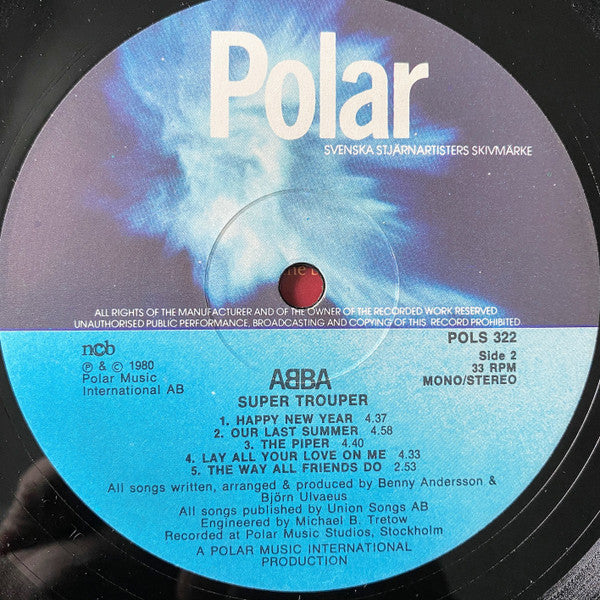 Polar
SVENSKA STJÄRNARTISTERS SKIVMÄRKE
ALL RIGHTS OF THE MANUFACTURER AND OF THE OWNER OF THE RECORDED WORK RESERVED
UNAUTHORISED PUBLIC PERFORMANCE, BROADCASTING AND COPYING OF THIS RECORD PROHIBITED
ncb
POLS 322
℗ & © 1980
Polar Music
International AB
Side 2
33 RPM
MONO/STEREO
ABBA
SUPER TROUPER
1. HAPPY NEW YEAR 4.37
2. OUR LAST SUMMER 4.58
3. THE PIPER 4.40
4. LAY ALL YOUR LOVE ON ME 4.33
5. THE WAY ALL FRIENDS DO 2.53
All songs written, arranged & produced by Benny Andersson &
Björn Ulvaeus
All songs published by Union Songs AB
Engineered by Michael B. Tretow
Recorded at Polar Music Studios, Stockholm
A POLAR MUSIC INTERNATIONAL
PRODUCTION